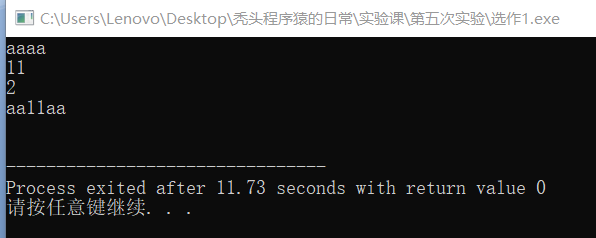 C:\Users\Lenovo\Desktop\秃头程序猿的日常\实验课\第五次实验\选作1.exe
aaaa
ll
2
aallaa
--------------------------------
Process exited after 11.73 seconds with return value 0
请按任意键继续. . .